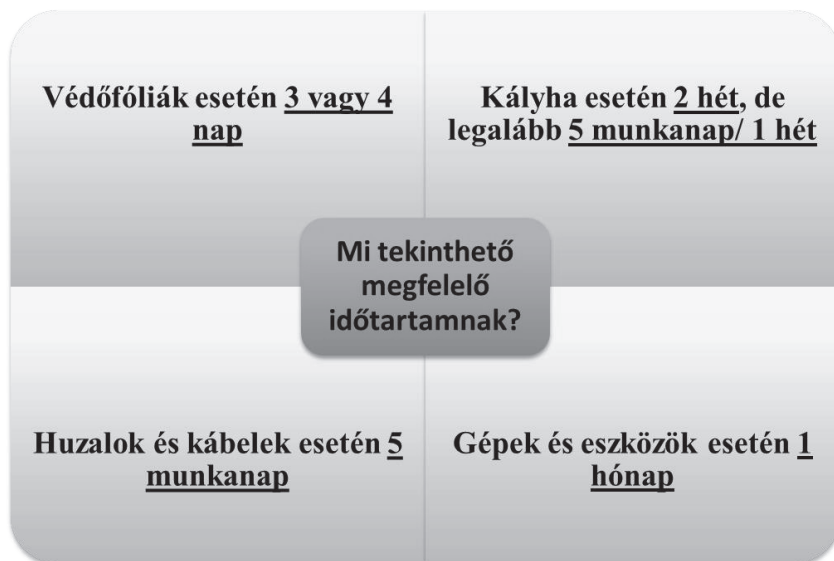 Védőfóliák esetén 3 vagy 4
nap
Kályha esetén 2 hét, de
legalább 5 munkanap/ 1 hét
Mi tekinthető
megfelelő
időtartamnak?
Huzalok és kábelek esetén 5
munkanap
Gépek és eszközök esetén 1
hónap